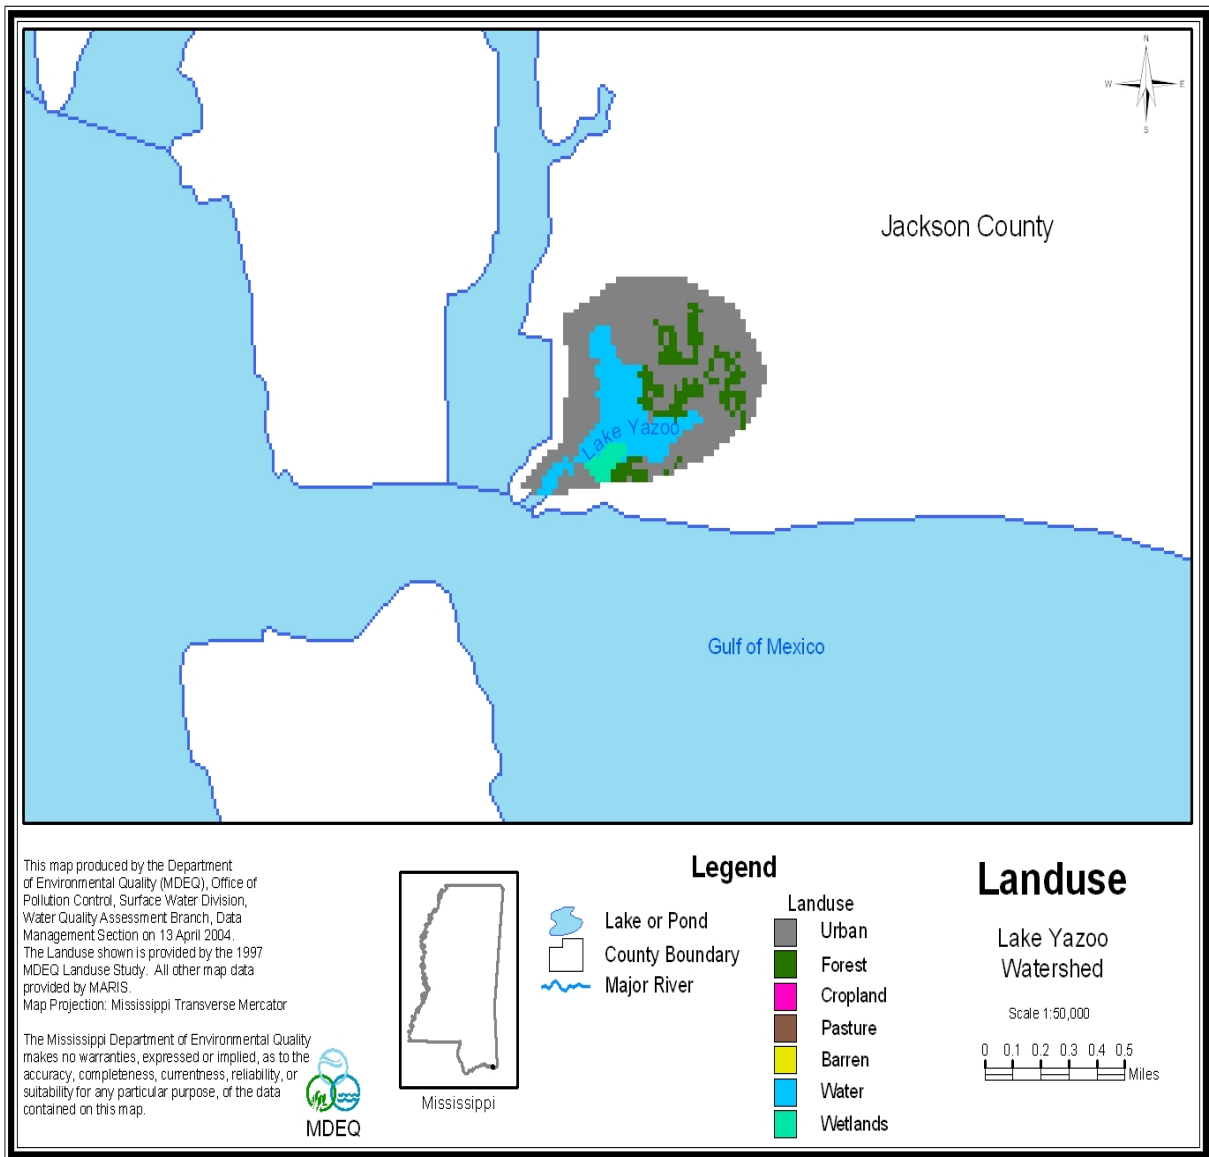 N
W E
S
Jackson County
Lake Yazoo
Gulf of Mexico
This map produced by the Department
of Environmental Quality (MDEQ), Office of
Pollution Control, Surface Water Division,
Water Quality Assessment Branch, Data
Management Section on 13 April 2004.
The Landuse shown is provided by the 1997
MDEQ Landuse Study. All other map data
provided by MARIS.
Map Projection: Mississippi Transverse Mercator
The Mississippi Department of Environmental Quality
makes no warranties, expressed or implied, as to the
accuracy, completeness, currentness, reliability, or
suitability for any particular purpose, of the data
contained on this map.
MDEQ
Mississippi
Legend
Lake or Pond
County Boundary
Major River
Landuse
Urban
Forest
Cropland
Pasture
Barren
Water
Wetlands
Landuse
Lake Yazoo
Watershed
Scale 1:50,000
0 0.1 0.2 0.3 0.4 0.5
Miles